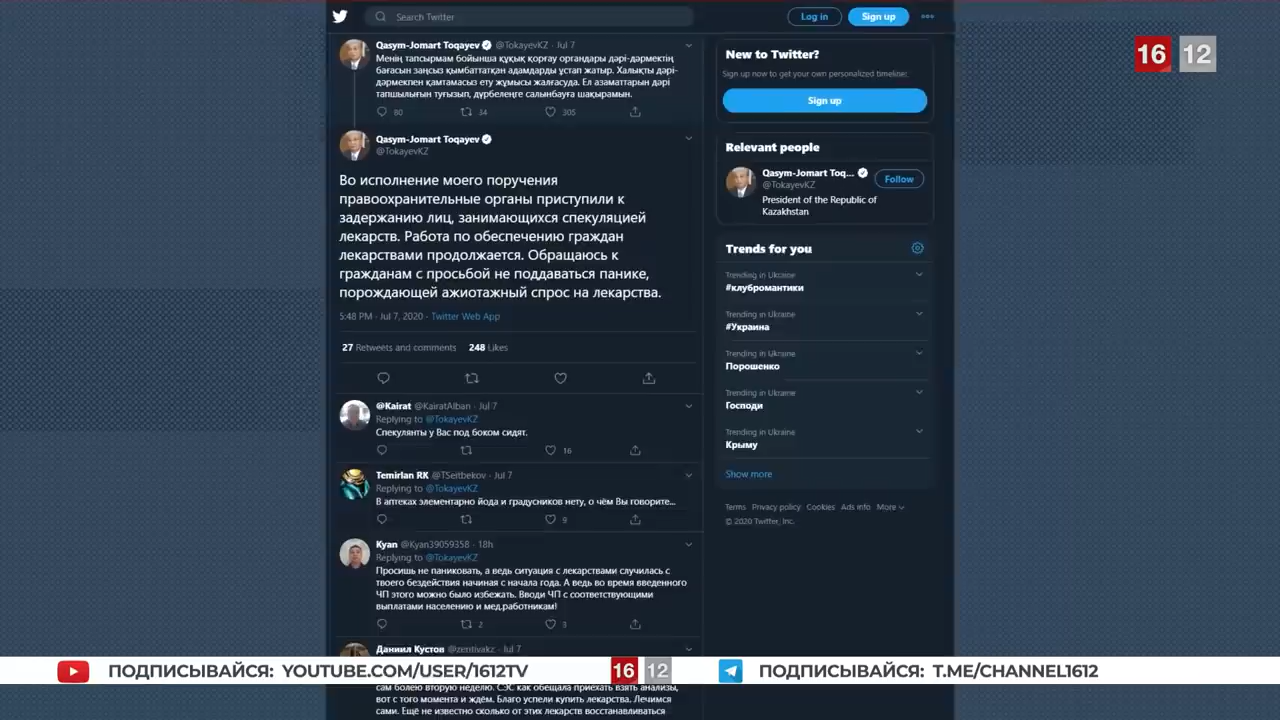 Search Twitter
Log in
Sign up
16 12
Qasym-Jomart Toqayev @TokayevKZ · Jul 7
Менің тапсырмам бойынша құқық қорғау органдары дәрі-дәрмектің
бағасын заңсыз қымбаттатқан адамдарды ұстап жатыр. Халықты дәрі-
дәрмекпен қамтамасыз ету жұмысы жалғасуда. Ел азаматтарын дәрі
тапшылығын туғызып, дүрбелеңге салынбауға шақырамын.
80 34 305
Qasym-Jomart Toqayev
@TokayevKZ
Во исполнение моего поручения
правоохранительные органы приступили к
задержанию лиц, занимающихся спекуляцией
лекарств. Работа по обеспечению граждан
лекарствами продолжается. Обращаюсь к
гражданам с просьбой не поддаваться панике,
порождающей ажиотажный спрос на лекарства.
5:48 PM · Jul 7, 2020 · Twitter Web App
27 Retweets and comments 248 Likes
@Kairat @KairatAlban · Jul 7
Replying to @TokayevKZ
Спекулянты у Вас под боком сидят.
16
Temirlan RK @TSeitbekov · Jul 7
Replying to @TokayevKZ
В аптеках элементарно йода и градусников нету, о чём Вы говорите...
9
Kyan @Kyan39059358 · 18h
Replying to @TokayevKZ
Просишь не паниковать, а ведь ситуация с лекарствами случилась с
твоего бездействия начиная с начала года. А ведь во время введенного
ЧП этого можно было избежать. Вводи ЧП с соответствующими
выплатами населению и мед.работникам!
2 3
Даниил Кустов @zentivakz · Jul 7
сам болею вторую неделю. СЭС как обещала приехать взять анализы,
вот с того момента и ждём. Благо успели купить лекарства. Лечимся
сами. Ещё не известно сколько от этих лекарств восстанавливаться
New to Twitter?
Sign up now to get your own personalized timeline!
Sign up
Relevant people
Qasym-Jomart Toq...
@TokayevKZ
Follow
President of the Republic of
Kazakhstan
Trends for you
Trending in Ukraine
#клубромантики
Trending in Ukraine
#Украина
Trending in Ukraine
Порошенко
Trending in Ukraine
Господи
Trending in Ukraine
Крыму
Show more
Terms Privacy policy Cookies Ads info More
© 2020 Twitter, Inc.
ПОДПИСЫВАЙСЯ: YOUTUBE.COM/USER/1612TV
16 12
ПОДПИСЫВАЙСЯ: T.ME/CHANNEL1612